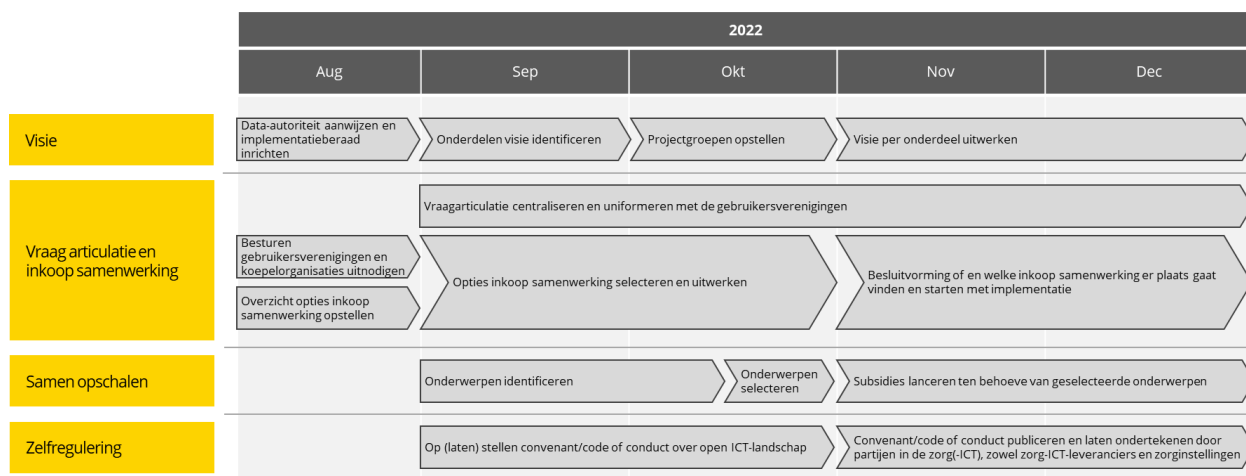 2022
Aug
Sep
Okt
Nov
Dec
Visie
Data-autoriteit aanwijzen en
implementatieberaad
inrichten
Onderdelen visie identificeren
Projectgroepen opstellen
Visie per onderdeel uitwerken
Vraag articulatie en
inkoop samenwerking
Vraagarticulatie centraliseren en uniformeren met de gebruikersverenigingen
Besturen
gebruikersverenigingen en
koepelorganisaties uitnodigen
Overzicht opties inkoop
samenwerking opstellen
Opties inkoop samenwerking selecteren en uitwerken
Besluitvorming of en welke inkoop samenwerking er plaats gaat
vinden en starten met implementatie
Samen opschalen
Onderwerpen identificeren
Onderwerpen
selecteren
Subsidies lanceren ten behoeve van geselecteerde onderwerpen
Zelfregulering
Op (laten) stellen convenant/code of conduct over open ICT-landschap
Convenant/code of conduct publiceren en laten ondertekenen door
partijen in de zorg(-ICT), zowel zorg-ICT-leveranciers en zorginstellingen